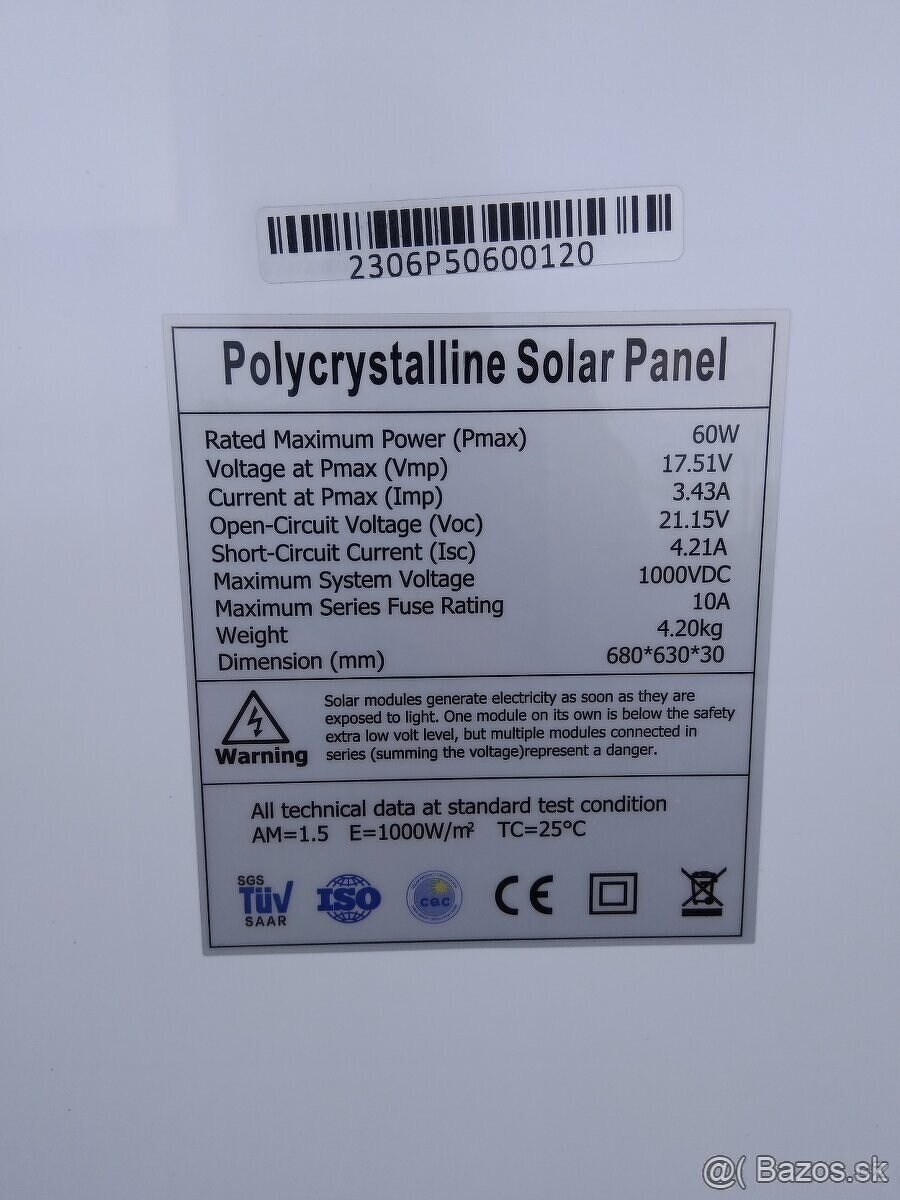 2306P50600120
Polycrystalline Solar Panel
Rated Maximum Power (Pmax) 60W
Voltage at Pmax (Vmp) 17.51V
Current at Pmax (Imp) 3.43A
Open-Circuit Voltage (Voc) 21.15V
Short-Circuit Current (Isc) 4.21A
Maximum System Voltage 1000VDC
Maximum Series Fuse Rating 10A
Weight 4.20kg
Dimension (mm) 680*630*30
Solar modules generate electricity as soon as they are
exposed to light. One module on its own is below the safety
extra low volt level, but multiple modules connected in
series (summing the voltage)represent a danger.
Warning
All technical data at standard test condition
AM=1.5 E=1000W/m² TC=25°C
SGS
TÜV
SAAR
ISO
CQC
CE
@( Bazos.sk